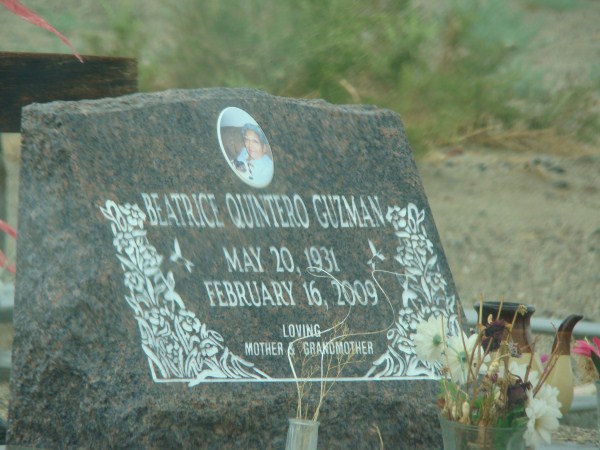 BEATRICE QUINTERO GUZMAN
MAY 20, 1931
FEBRUARY 16, 2009
LOVING
MOTHER & GRANDMOTHER